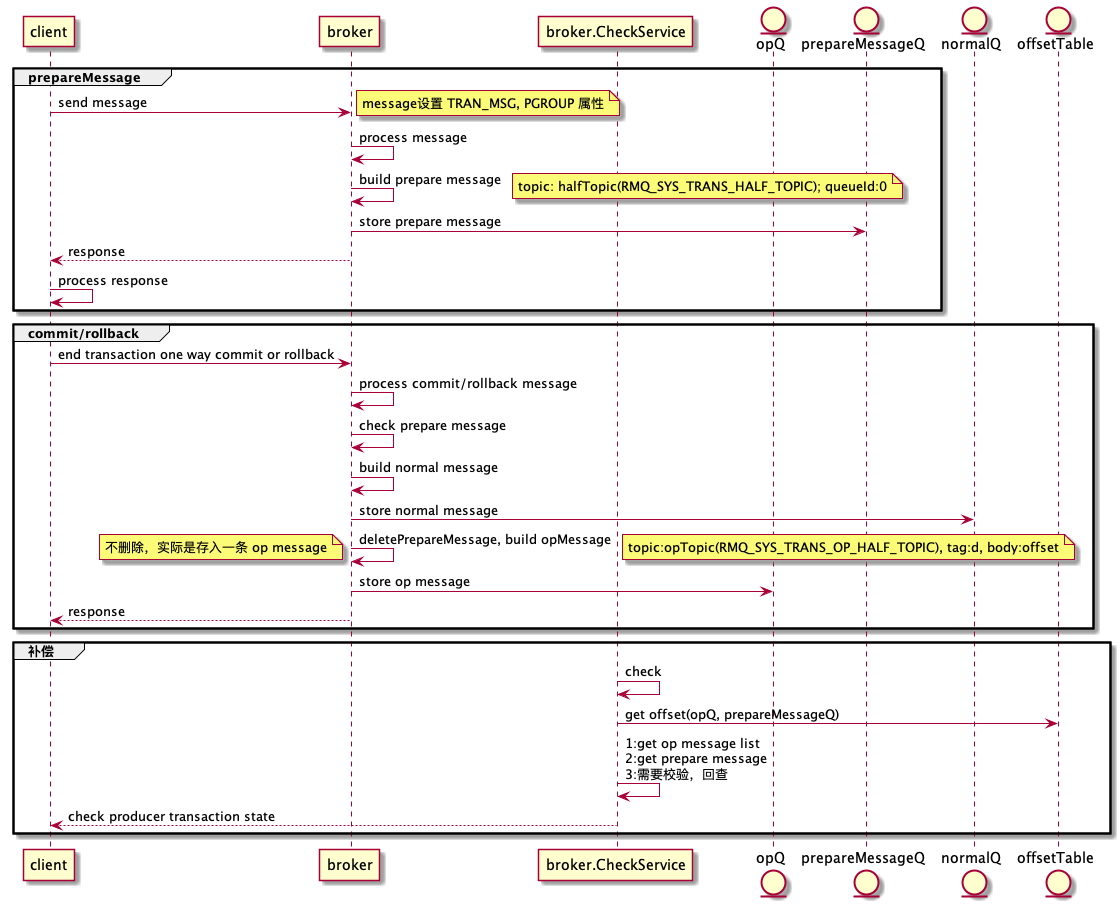 client
broker
broker.CheckService
opQ
prepareMessageQ
normalQ
offsetTable
prepareMessage
send message
message设置 TRAN_MSG, PGROUP 属性
process message
build prepare message
topic: halfTopic(RMQ_SYS_TRANS_HALF_TOPIC); queueId:0
store prepare message
response
process response
commit/rollback
end transaction one way commit or rollback
process commit/rollback message
check prepare message
build normal message
store normal message
不删除，实际是存入一条 op message
deletePrepareMessage, build opMessage
topic:opTopic(RMQ_SYS_TRANS_OP_HALF_TOPIC), tag:d, body:offset
store op message
response
补偿
check
get offset(opQ, prepareMessageQ)
1:get op message list
2:get prepare message
3:需要校验，回查
check producer transaction state
client
broker
broker.CheckService
opQ
prepareMessageQ
normalQ
offsetTable